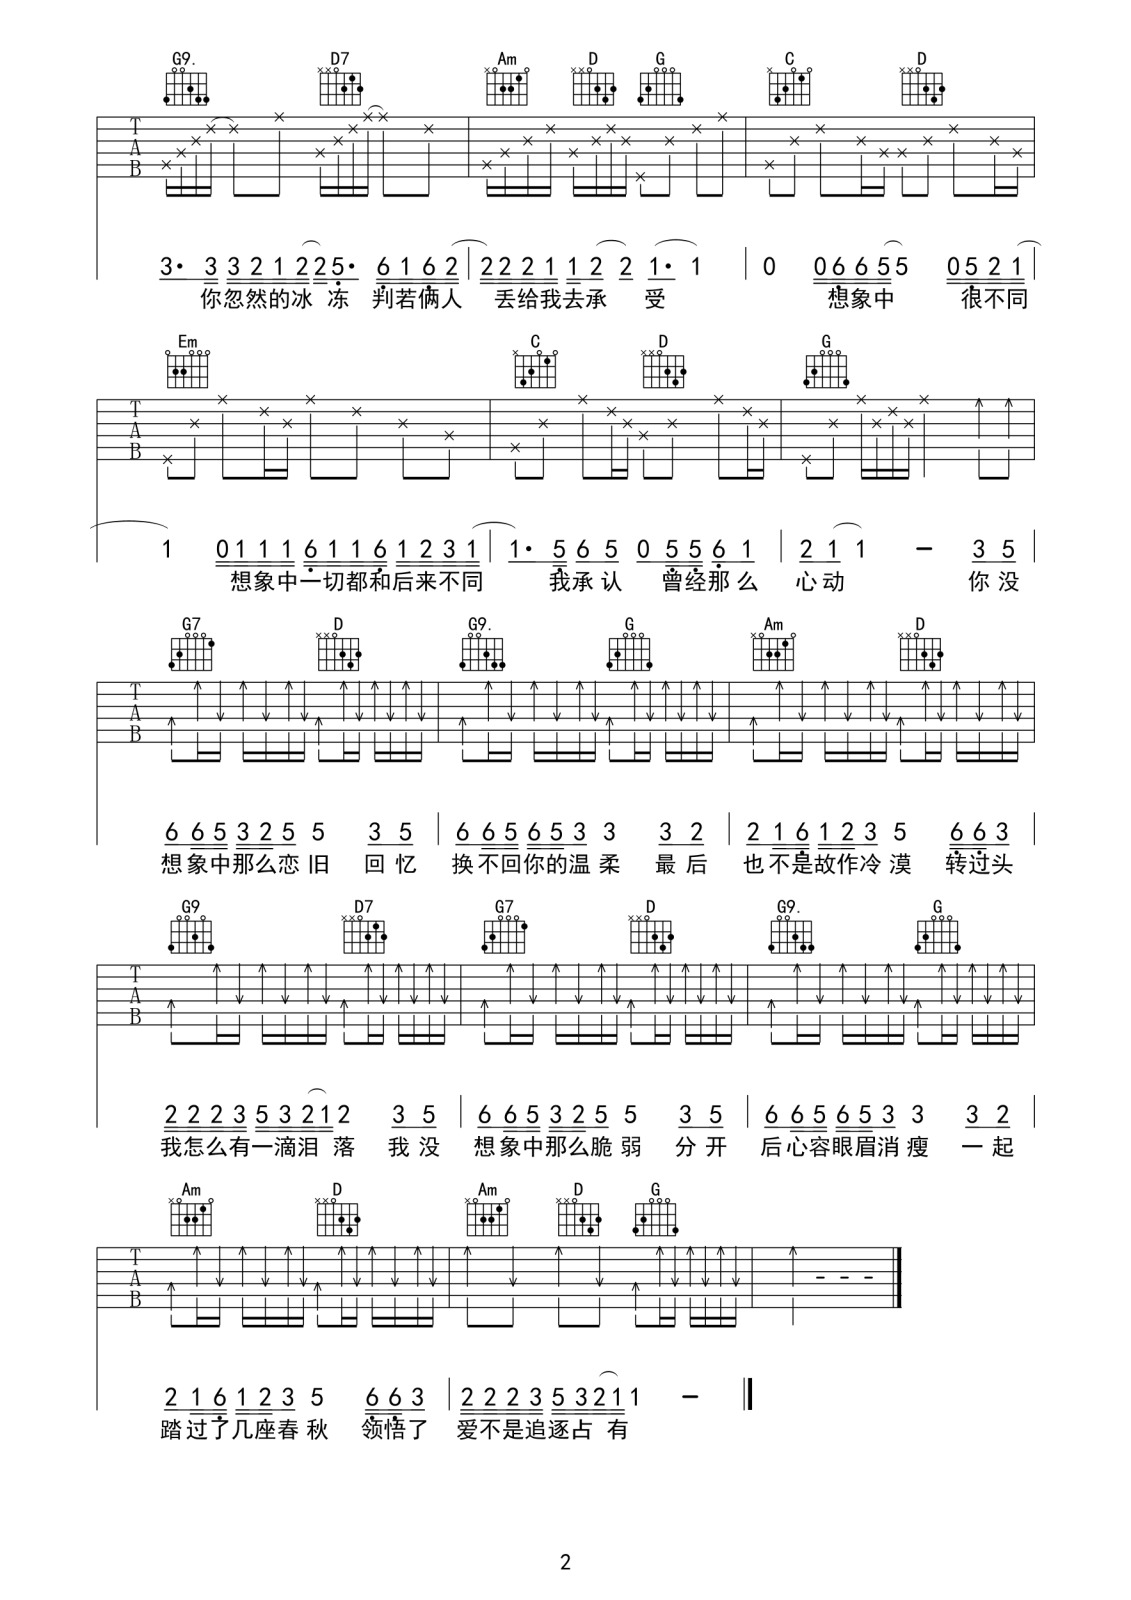 G9. D7 Am D G C D
T
A
B
3· 3 3 2 1 2 2 5· 6 1 6 2 2 2 2 1 1 2 2 1· 1 0 0 6 6 5 5 0 5 2 1
你忽然的冰 冻 判若俩人 丢给我去承 受 想象中 很不同
Em C D G
T
A
B
1 0 1 1 1 6 1 1 6 1 2 3 1 1· 5 6 5 0 5 5 6 1 2 1 1 – 3 5
想象中一切都和后来不同 我承认 曾经那么 心动 你没
G7 D G9. G Am D
T
A
B
6 6 5 3 2 5 5 3 5 6 6 5 6 5 3 3 3 2 2 1 6 1 2 3 5 6 6 3
想象中那么恋旧 回忆 换不回你的温柔 最后 也不是故作冷漠 转过头
G9 D7 G7 D G9. G
T
A
B
2 2 2 3 5 3 2 1 2 3 5 6 6 5 3 2 5 5 3 5 6 6 5 6 5 3 3 3 2
我怎么有一滴泪 落 我没 想象中那么脆弱 分开 后心容眼眉消瘦 一起
Am D Am D G
T
A
B
2 1 6 1 2 3 5 6 6 3 2 2 2 3 5 3 2 1 1 –
踏过了几座春秋 领悟了 爱不是追逐占 有
2